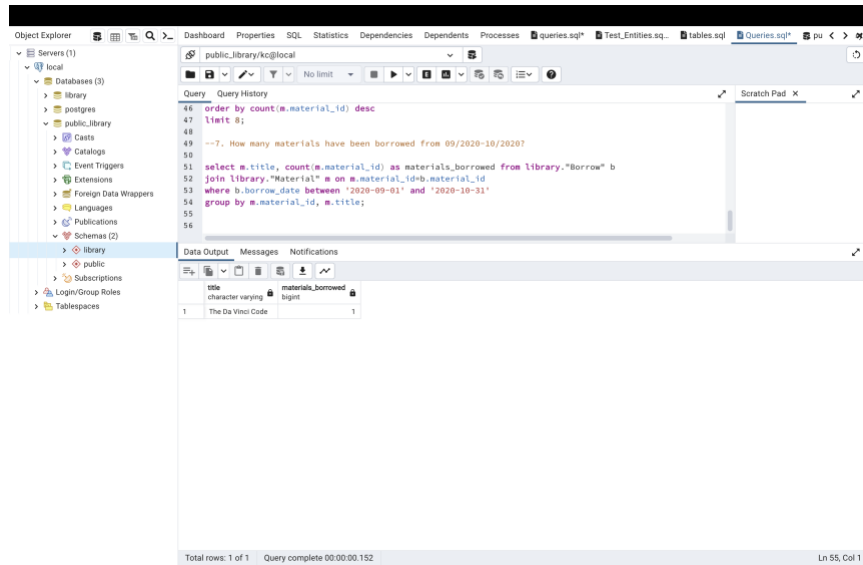 Object Explorer
Dashboard Properties SQL Statistics Dependencies Dependents Processes queries.sql* Test_Entities.sq... tables.sql Queries.sql* pu
Servers (1)
local
Databases (3)
library
postgres
public_library
Casts
Catalogs
Event Triggers
Extensions
Foreign Data Wrappers
Languages
Publications
Schemas (2)
library
public
Subscriptions
Login/Group Roles
Tablespaces
public_library/kc@local
No limit
Query Query History
Scratch Pad
46 order by count(m.material_id) desc
47 limit 8;
48
49 --7. How many materials have been borrowed from 09/2020-10/2020?
50
51 select m.title, count(m.material_id) as materials_borrowed from library."Borrow" b
52 join library."Material" m on m.material_id=b.material_id
53 where b.borrow_date between '2020-09-01' and '2020-10-31'
54 group by m.material_id, m.title;
55
56
Data Output Messages Notifications
title materials_borrowed
character varying bigint
1 The Da Vinci Code 1
Total rows: 1 of 1 Query complete 00:00:00.152 Ln 55, Col 1